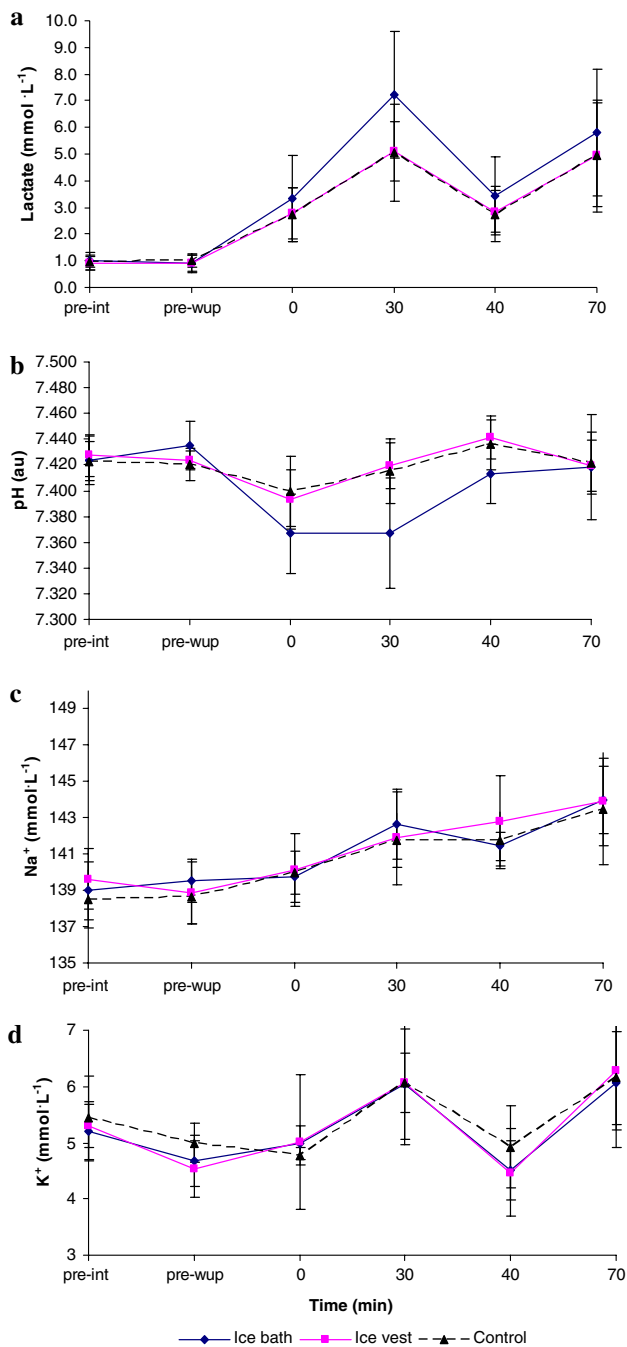 a
Lactate (mmol·L⁻¹)
10.0
9.0
8.0
7.0
6.0
5.0
4.0
3.0
2.0
1.0
0.0
pre-int pre-wup 0 30 40 70
b
pH (au)
7.500
7.480
7.460
7.440
7.420
7.400
7.380
7.360
7.340
7.320
7.300
pre-int pre-wup 0 30 40 70
c
Na⁺ (mmol·L⁻¹)
149
147
145
143
141
139
137
135
pre-int pre-wup 0 30 40 70
d
K⁺ (mmol·L⁻¹)
7
6
5
4
3
pre-int pre-wup 0 30 40 70
Time (min)
Ice bath Ice vest Control